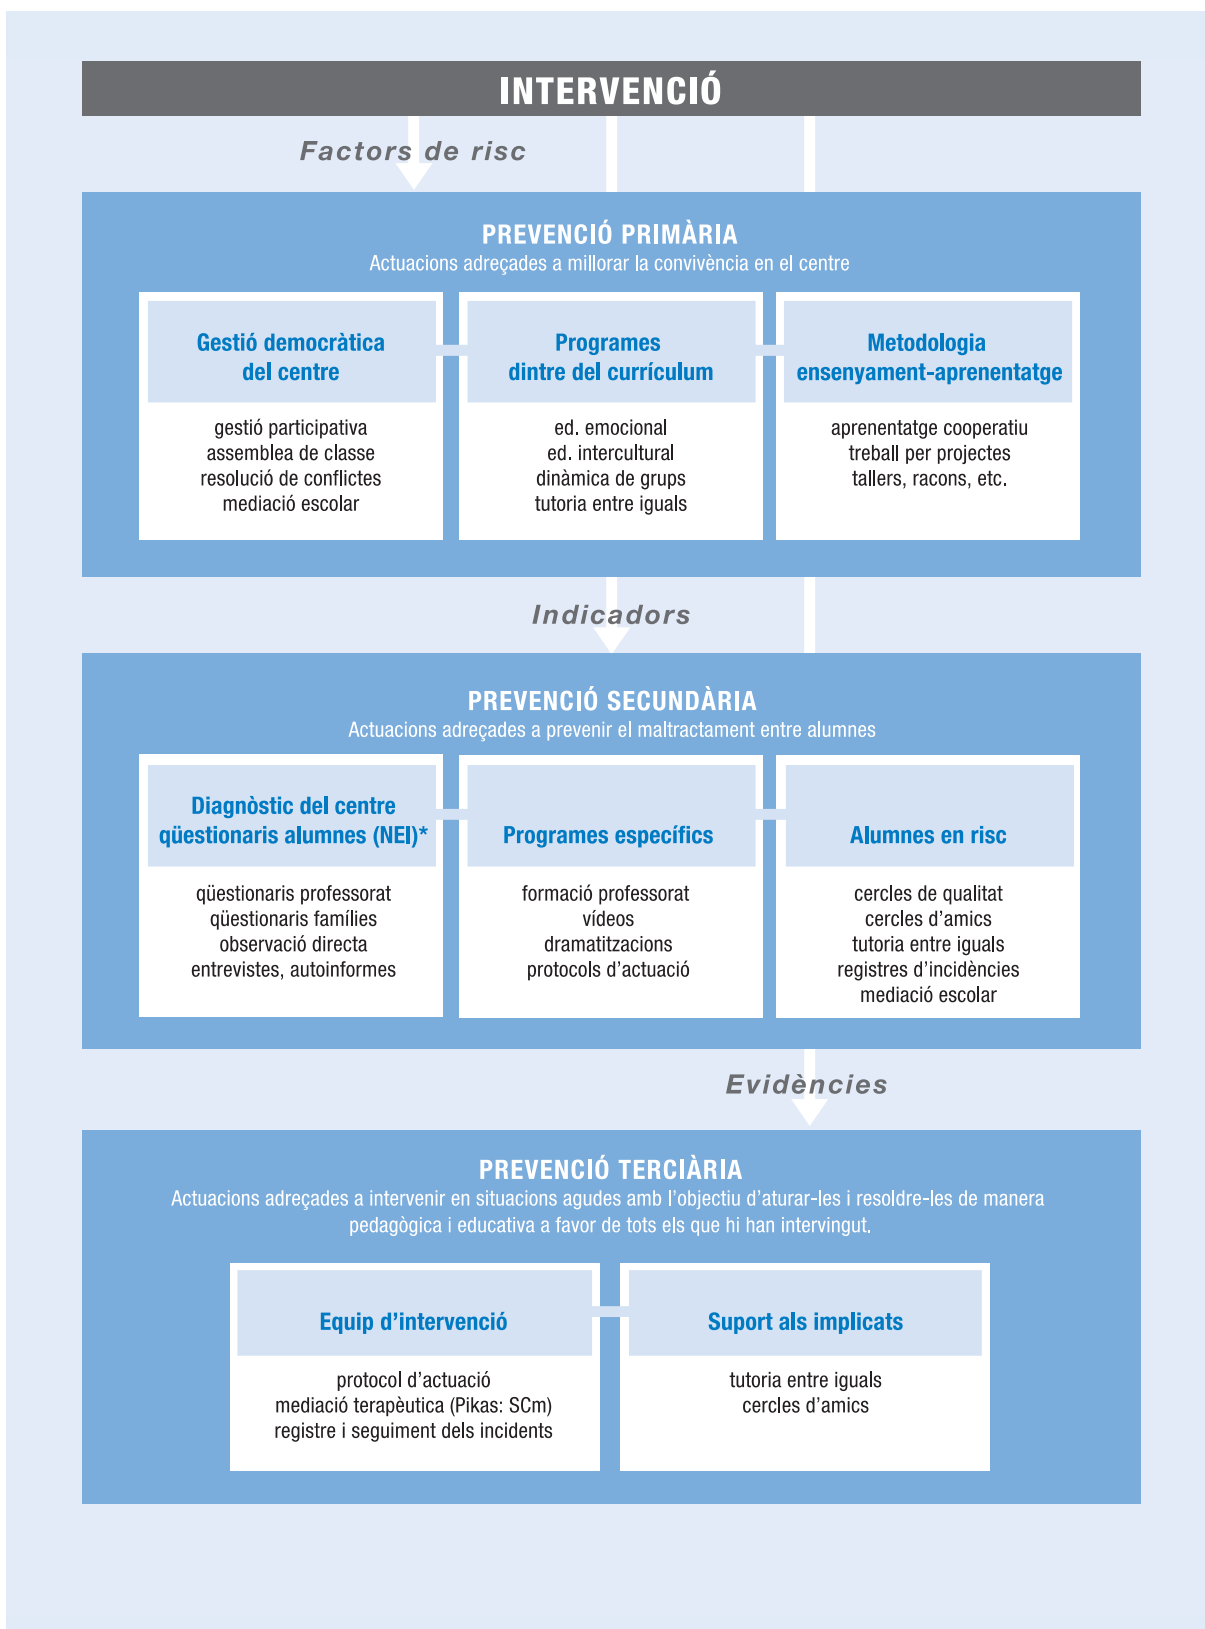 INTERVENCIÓ
Factors de risc
PREVENCIÓ PRIMÀRIA
Actuacions adreçades a millorar la convivència en el centre
Gestió democràtica
del centre
gestió participativa
assemblea de classe
resolució de conflictes
mediació escolar
Programes
dintre del currículum
ed. emocional
ed. intercultural
dinàmica de grups
tutoria entre iguals
Metodologia
ensenyament-aprenentatge
aprenentatge cooperatiu
treball per projectes
tallers, racons, etc.
Indicadors
PREVENCIÓ SECUNDÀRIA
Actuacions adreçades a prevenir el maltractament entre alumnes
Diagnòstic del centre
qüestionaris alumnes (NEI)*
qüestionaris professorat
qüestionaris famílies
observació directa
entrevistes, autoinformes
Programes específics
formació professorat
vídeos
dramatitzacions
protocols d’actuació
Alumnes en risc
cercles de qualitat
cercles d’amics
tutoria entre iguals
registres d’incidències
mediació escolar
Evidències
PREVENCIÓ TERCIÀRIA
Actuacions adreçades a intervenir en situacions agudes amb l’objectiu d’aturar-les i resoldre-les de manera
pedagògica i educativa a favor de tots els que hi han intervingut.
Equip d’intervenció
protocol d’actuació
mediació terapèutica (Pikas: SCm)
registre i seguiment dels incidents
Suport als implicats
tutoria entre iguals
cercles d’amics